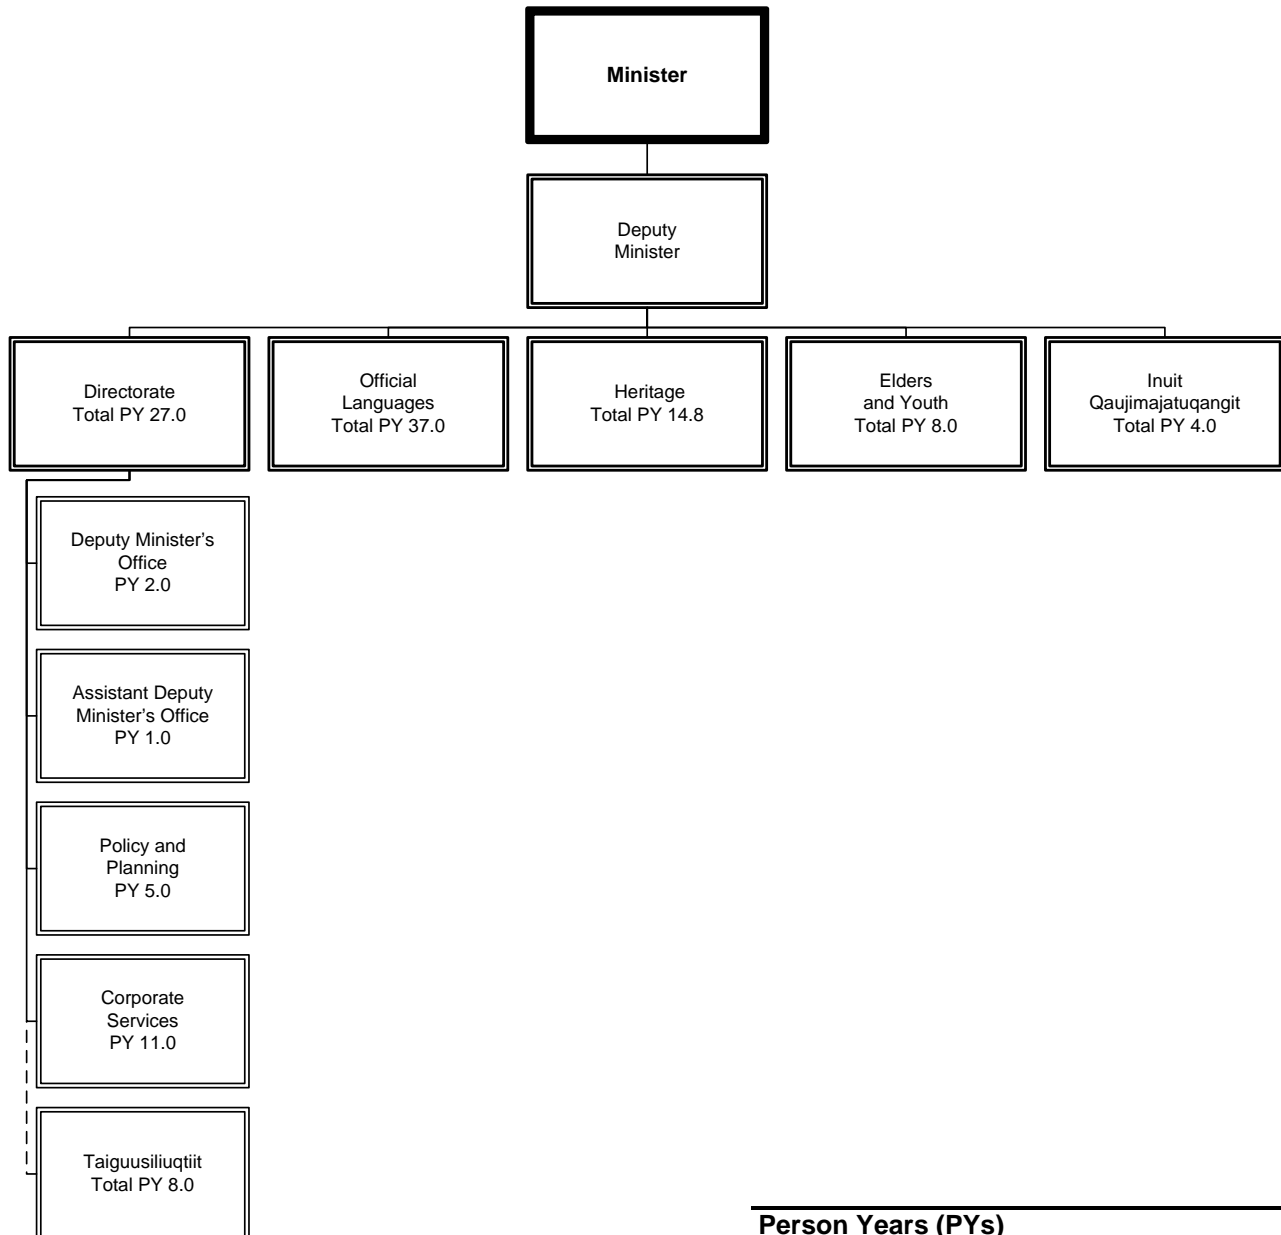 Minister
Deputy
Minister
Directorate
Total PY 27.0
Official
Languages
Total PY 37.0
Heritage
Total PY 14.8
Elders
and Youth
Total PY 8.0
Inuit
Qaujimajatuqangit
Total PY 4.0
Deputy Minister's
Office
PY 2.0
Assistant Deputy
Minister's Office
PY 1.0
Policy and
Planning
PY 5.0
Corporate
Services
PY 11.0
Taiguusiliuqtiit
Total PY 8.0
Person Years (PYs)